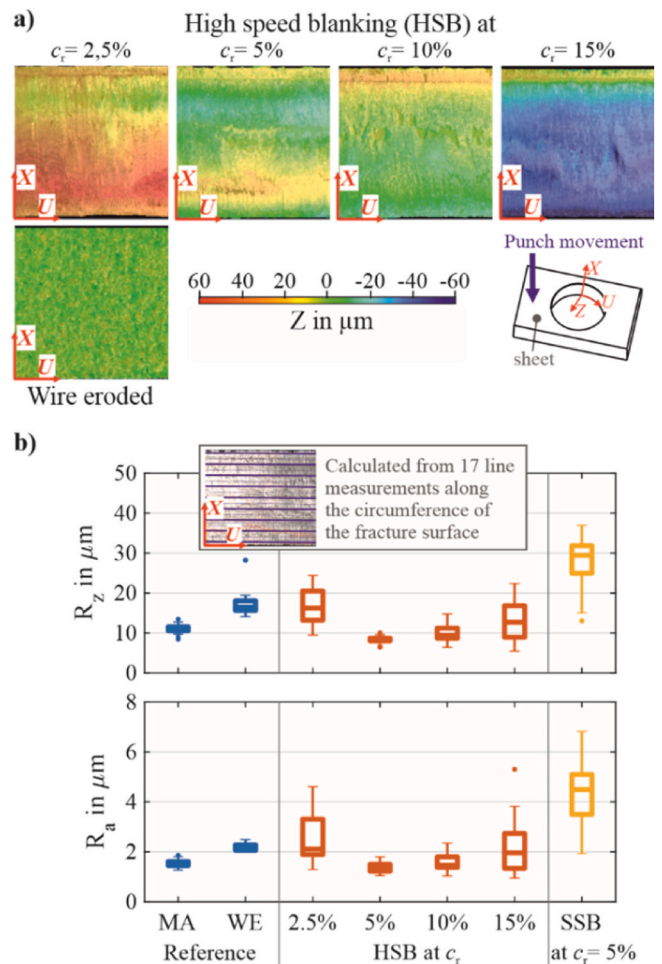 a)
High speed blanking (HSB) at
cr= 2,5%
cr= 5%
cr= 10%
cr= 15%
X
U
X
U
X
U
X
U
X
U
Wire eroded
60 40 20 0 -20 -40 -60
Z in µm
Punch movement
X
U
Z
sheet
b)
X
U
Calculated from 17 line
measurements along
the circumference of
the fracture surface
RZ in µm
50
40
30
20
10
0
Ra in µm
8
6
4
2
0
MA WE 2.5% 5% 10% 15% SSB
Reference HSB at cr at cr= 5%